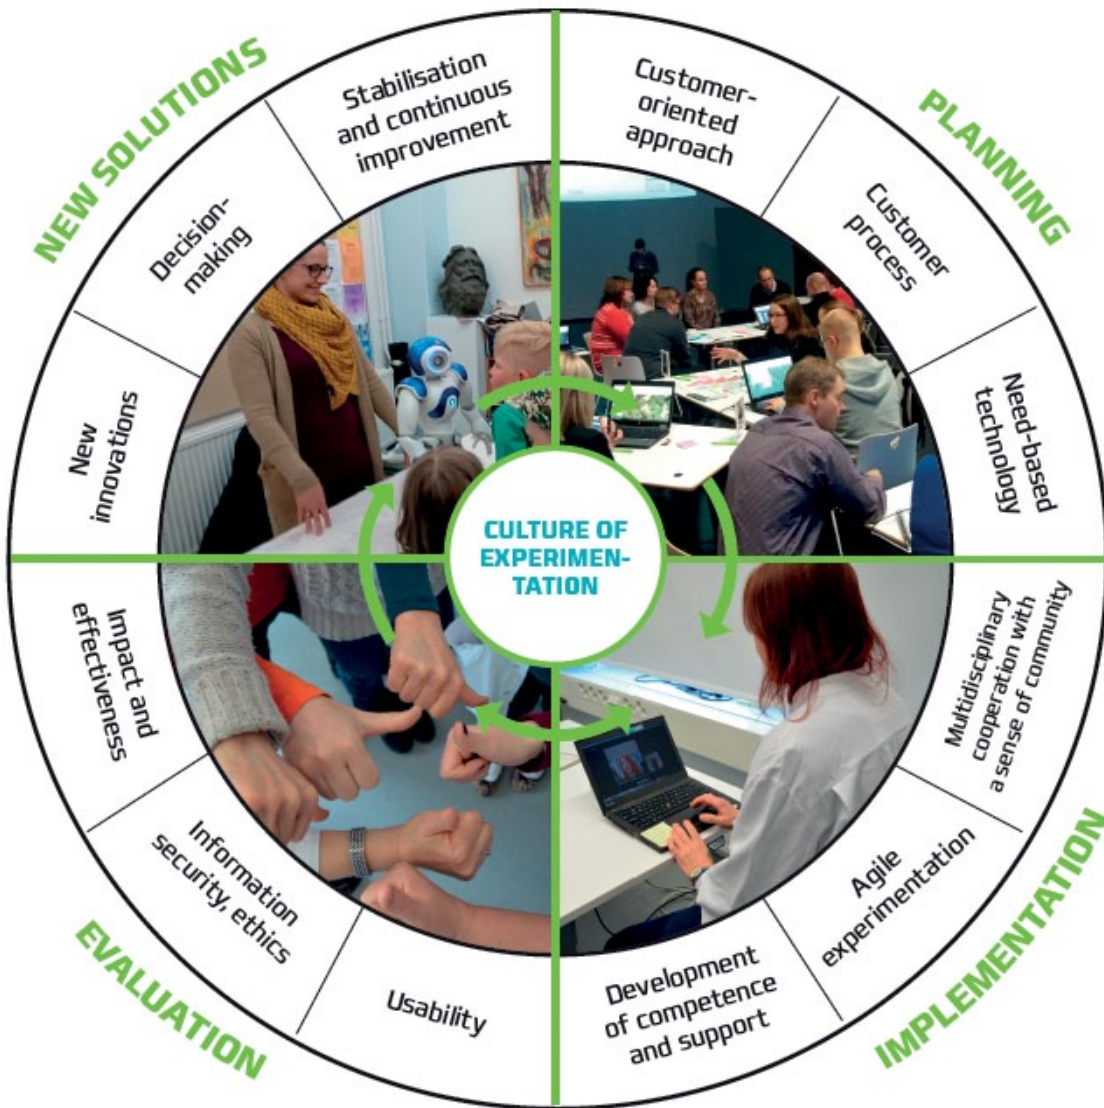 NEW SOLUTIONS
Stabilisation
and continuous
improvement
Decision-
making
New
innovations
PLANNING
Customer-
oriented
approach
Customer
process
Need-based
technology
CULTURE OF
EXPERIMEN-
TATION
IMPLEMENTATION
Multidisciplinary
cooperation with
a sense of community
Agile
experimentation
Development
of competence
and support
EVALUATION
Usability
Information
security, ethics
Impact and
effectiveness